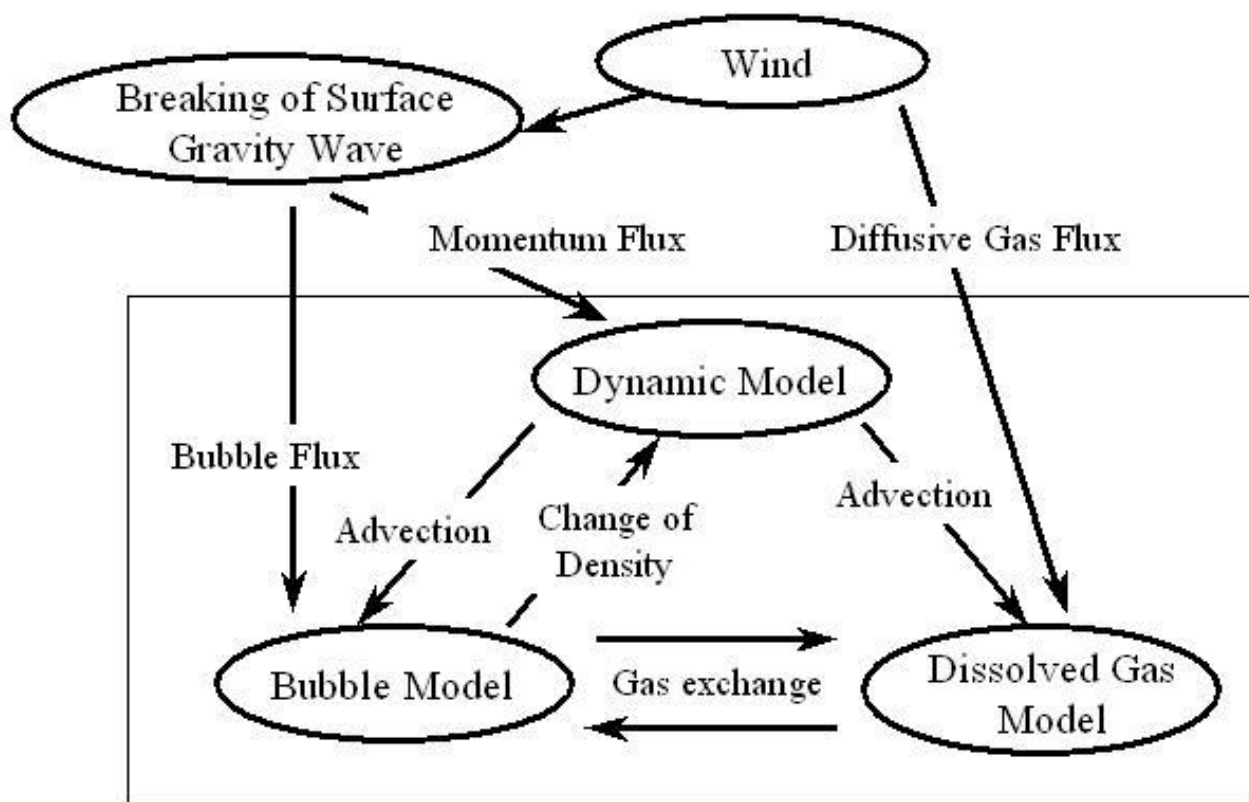 Wind
Breaking of Surface
Gravity Wave
Momentum Flux
Diffusive Gas Flux
Dynamic Model
Bubble Flux
Advection
Change of
Density
Advection
Bubble Model
Gas exchange
Dissolved Gas
Model